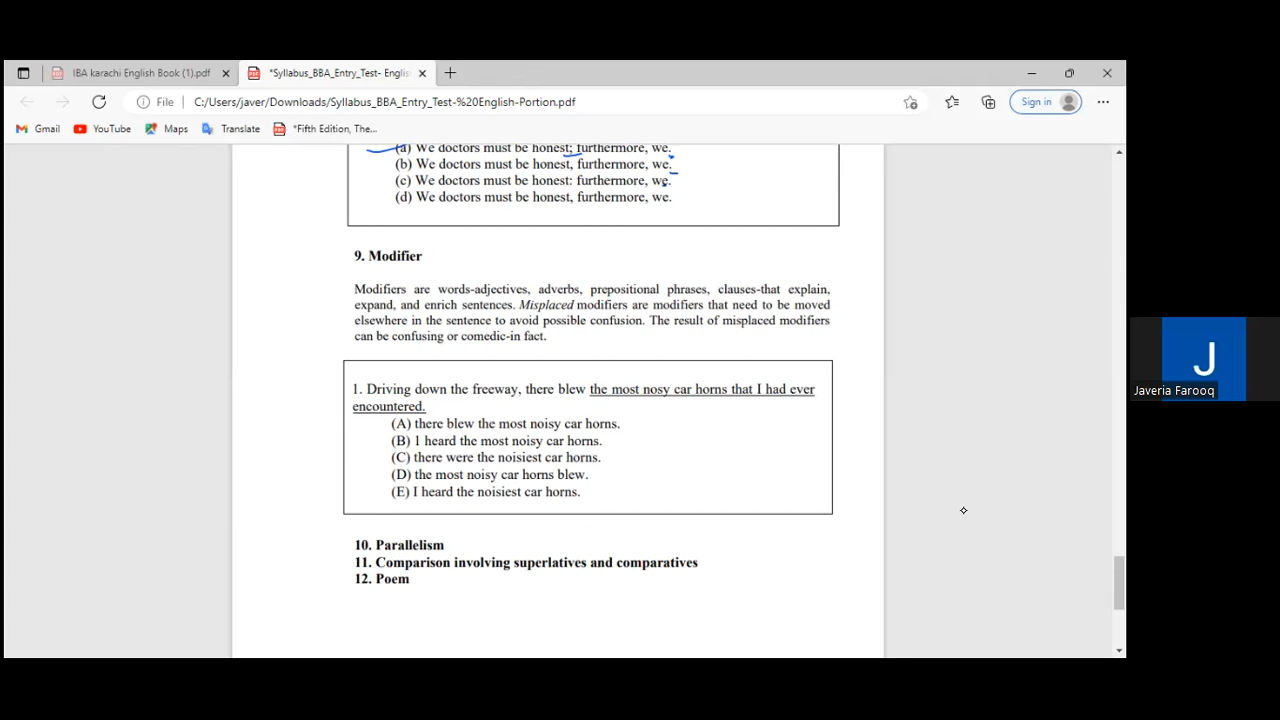 IBA karachi English Book (1).pdf
*Syllabus_BBA_Entry_Test- Englis
File
C:/Users/javer/Downloads/Syllabus_BBA_Entry_Test-%20English-Portion.pdf
Sign in
Gmail
YouTube
Maps
Translate
*Fifth Edition, The...
(a) We doctors must be honest; furthermore, we.
(b) We doctors must be honest, furthermore, we.
(c) We doctors must be honest: furthermore, we.
(d) We doctors must be honest, furthermore, we.
9. Modifier
Modifiers are words-adjectives, adverbs, prepositional phrases, clauses-that explain,
expand, and enrich sentences. Misplaced modifiers are modifiers that need to be moved
elsewhere in the sentence to avoid possible confusion. The result of misplaced modifiers
can be confusing or comedic-in fact.
1. Driving down the freeway, there blew the most nosy car horns that I had ever
encountered.
(A) there blew the most noisy car horns.
(B) I heard the most noisy car horns.
(C) there were the noisiest car horns.
(D) the most noisy car horns blew.
(E) I heard the noisiest car horns.
10. Parallelism
11. Comparison involving superlatives and comparatives
12. Poem
J
Javeria Farooq